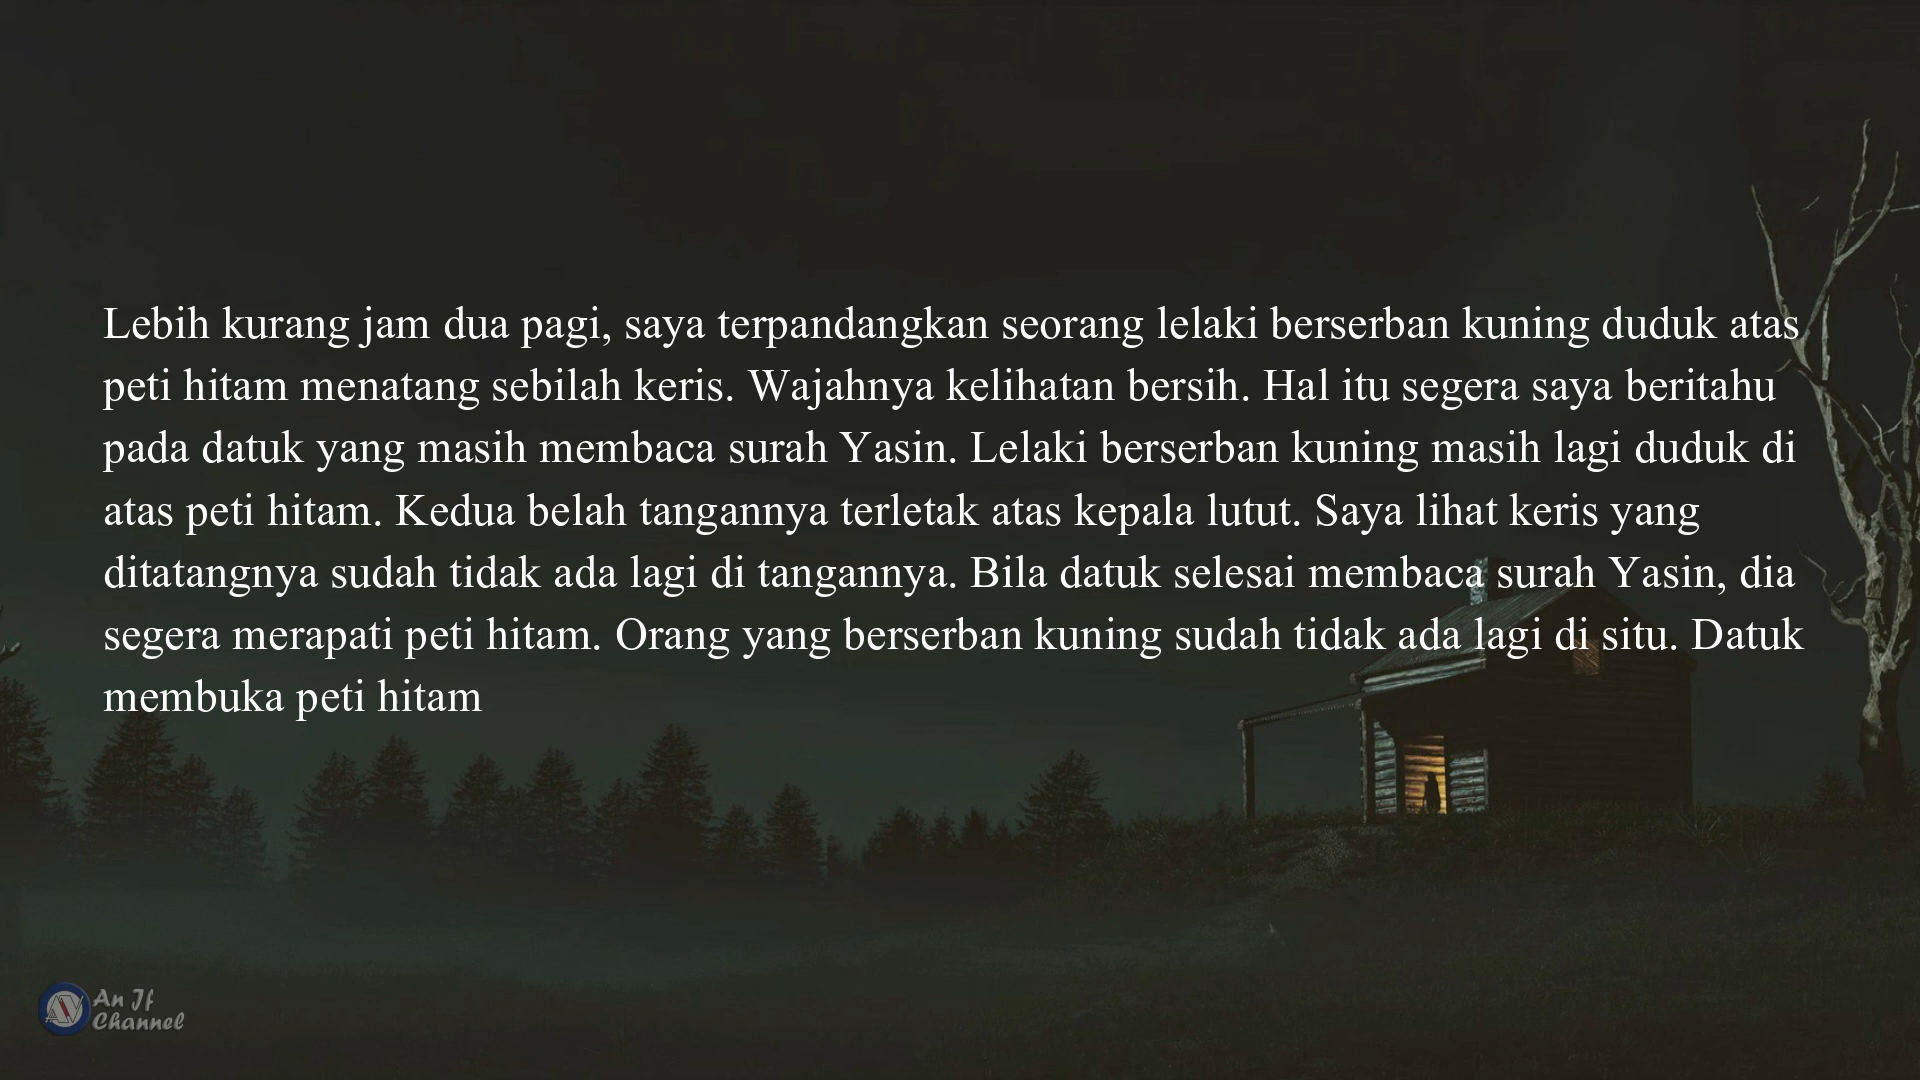 Lebih kurang jam dua pagi, saya terpandangkan seorang lelaki berserban kuning duduk atas
peti hitam menatang sebilah keris. Wajahnya kelihatan bersih. Hal itu segera saya beritahu
pada datuk yang masih membaca surah Yasin. Lelaki berserban kuning masih lagi duduk di
atas peti hitam. Kedua belah tangannya terletak atas kepala lutut. Saya lihat keris yang
ditatangnya sudah tidak ada lagi di tangannya. Bila datuk selesai membaca surah Yasin, dia
segera merapati peti hitam. Orang yang berserban kuning sudah tidak ada lagi di situ. Datuk
membuka peti hitam
An If
Channel